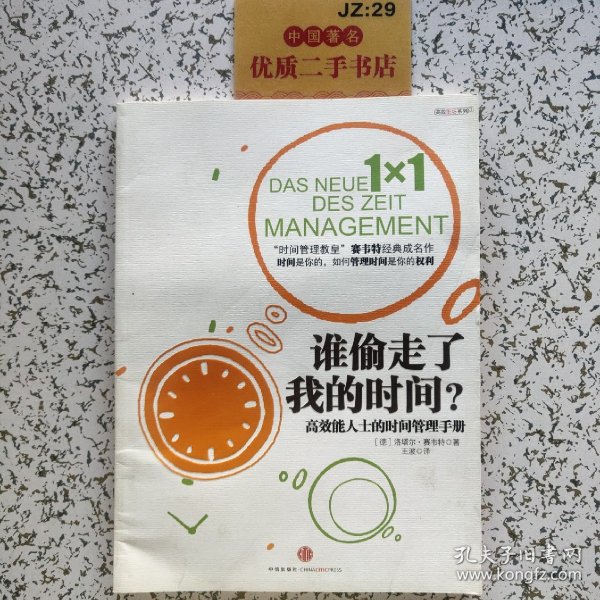 JZ:29
中国著名
优质二手书店
DAS NEUE 1×1
DES ZEIT
MANAGEMENT
“时间管理教皇”赛韦特经典成名作
时间是你的，如何管理时间是你的权利
谁偷走了
我的时间？
高效能人士的时间管理手册
[德] 洛塔尔·赛韦特◎著
王波◎译
中信出版社·CHINACITICPRESS
孔夫子旧书网
www.kongfz.com